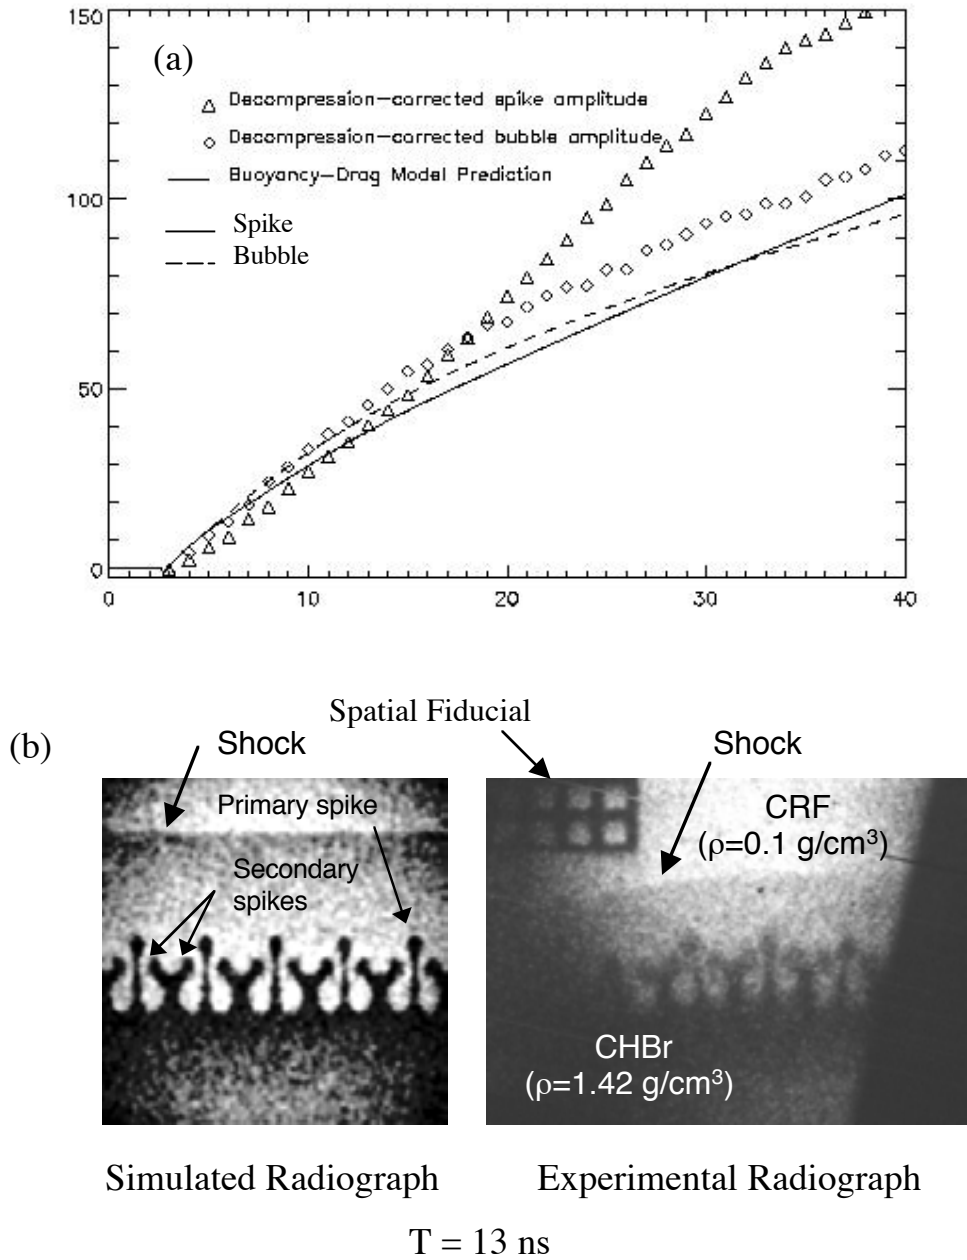 (a)
150
Decompression-corrected spike amplitude
Decompression-corrected bubble amplitude
Buoyancy-Drag Model Prediction
100
Spike
Bubble
50
0
0 10 20 30 40
(b)
Spatial Fiducial
Shock
Shock
Primary spike
Secondary
spikes
CRF
(ρ=0.1 g/cm³)
CHBr
(ρ=1.42 g/cm³)
Simulated Radiograph
Experimental Radiograph
T = 13 ns